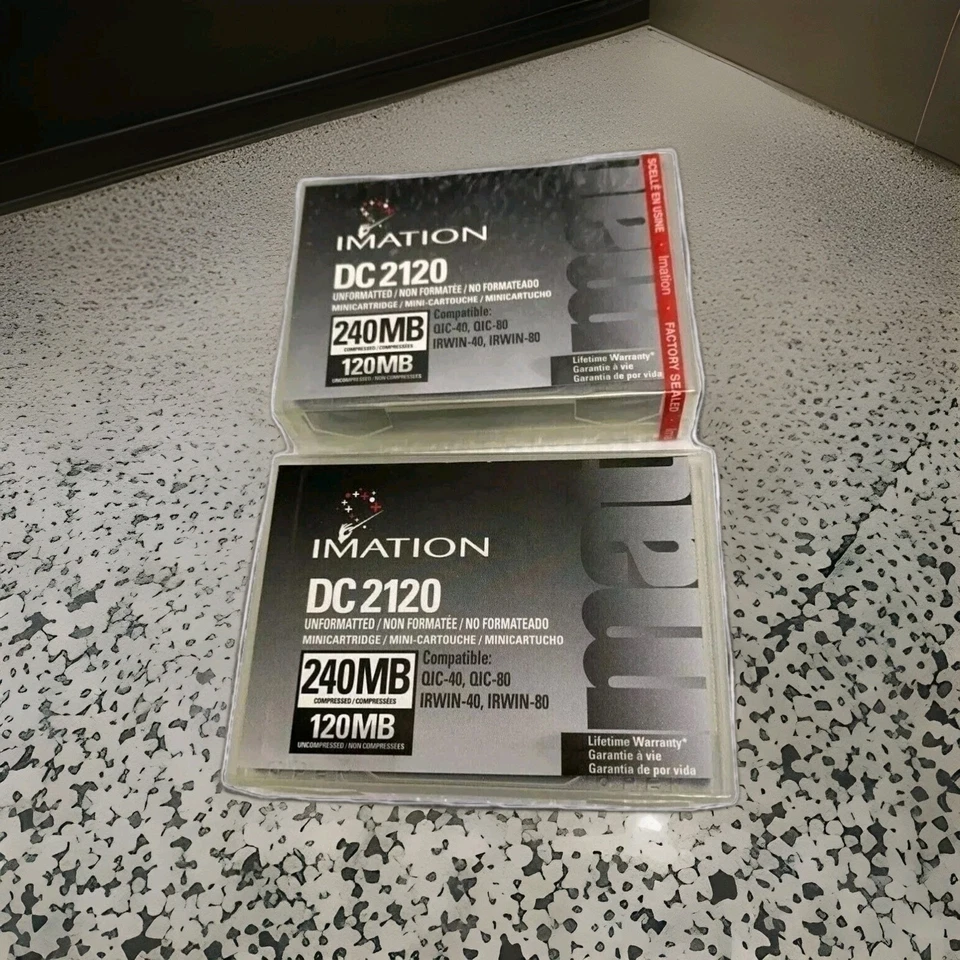 IMATION
DC 2120
UNFORMATTED / NON FORMATÉE / NO FORMATEADO
MINICARTRIDGE / MINI-CARTOUCHE / MINICARTUCHO
240MB
COMPRESSED / COMPRESSÉES
120MB
UNCOMPRESSED / NON COMPRESSÉES
Compatible:
QIC-40, QIC-80
IRWIN-40, IRWIN-80
Lifetime Warranty*
Garantie à vie
Garantia de por vida
SCELLÉ EN USINE · Imation · FACTORY SEALED ·
IMATION
DC 2120
UNFORMATTED / NON FORMATÉE / NO FORMATEADO
MINICARTRIDGE / MINI-CARTOUCHE / MINICARTUCHO
240MB
COMPRESSED / COMPRESSÉES
120MB
UNCOMPRESSED / NON COMPRESSÉES
Compatible:
QIC-40, QIC-80
IRWIN-40, IRWIN-80
Lifetime Warranty*
Garantie à vie
Garantia de por vida